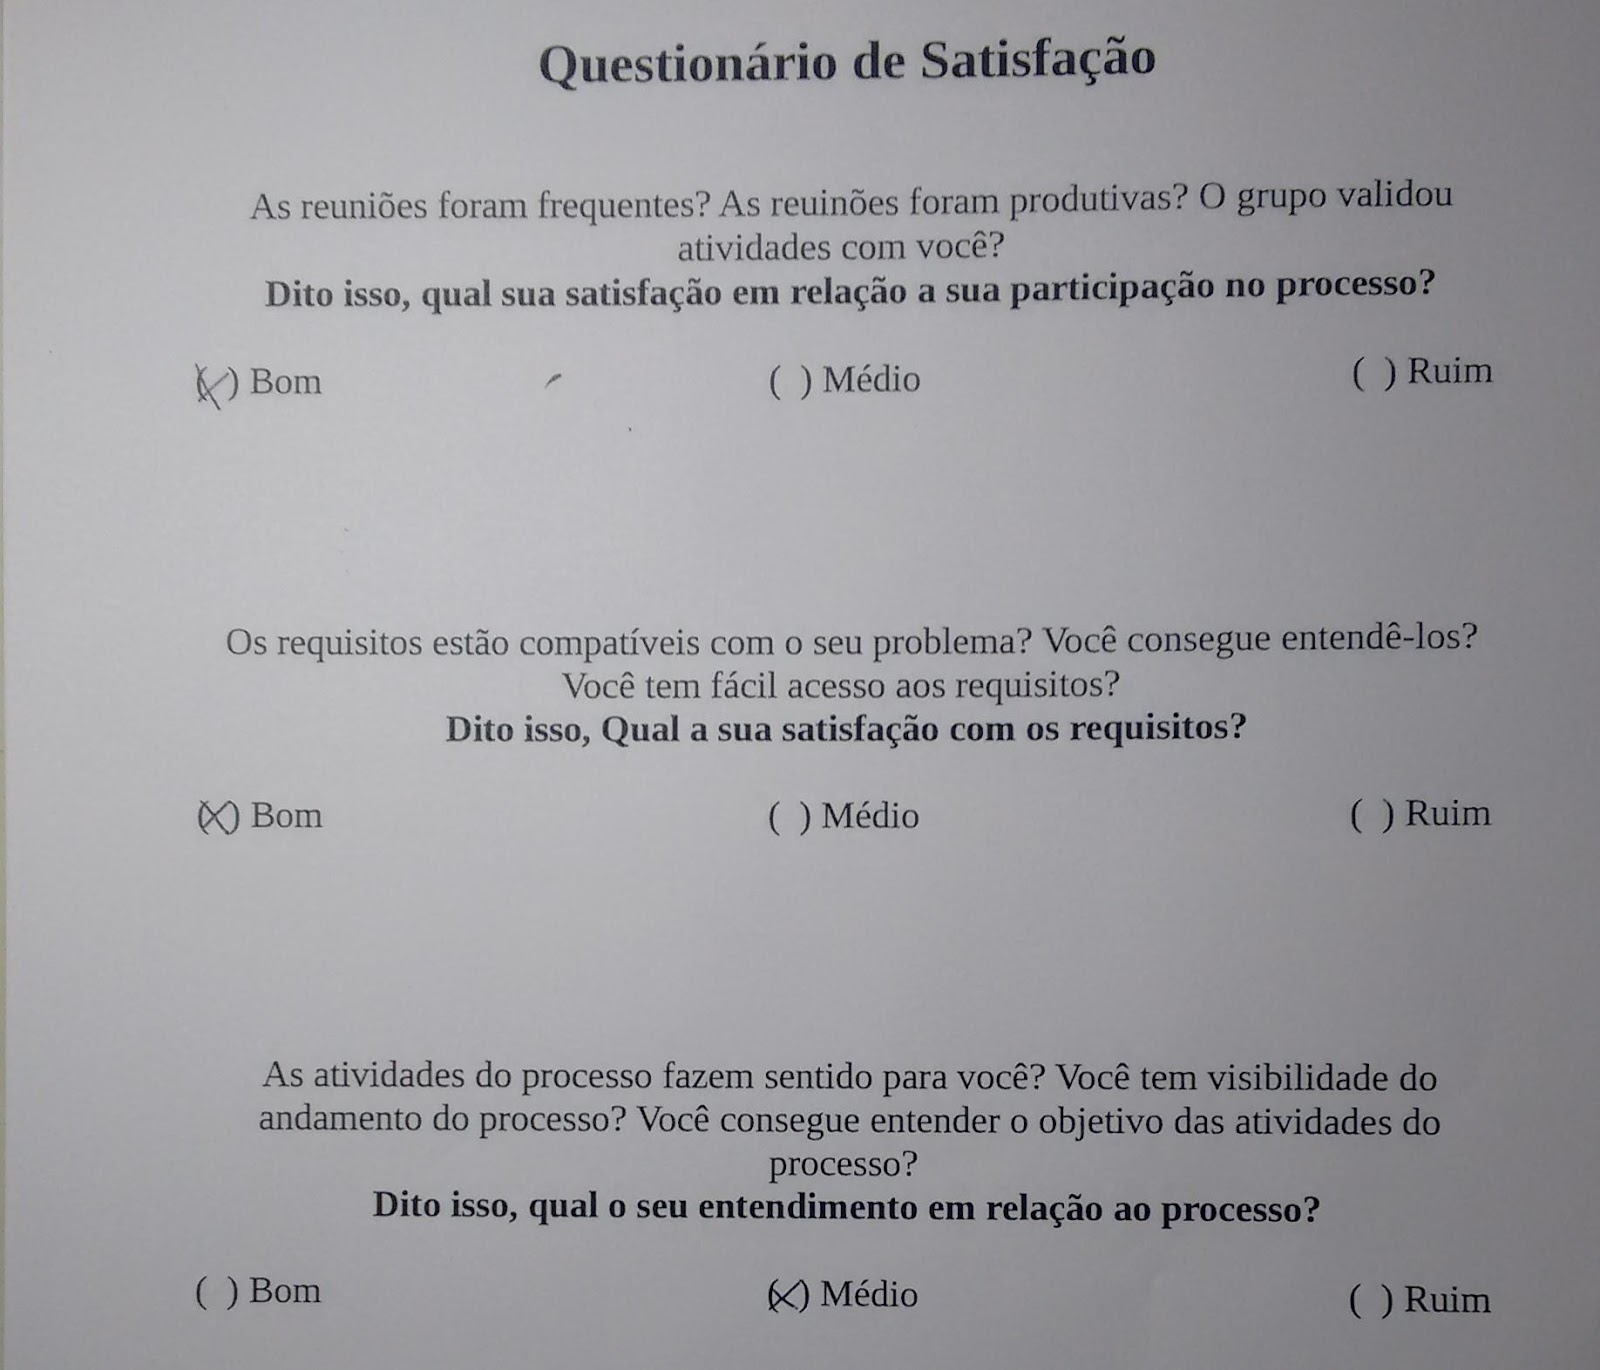 Questionário de Satisfação
As reuniões foram frequentes? As reuinões foram produtivas? O grupo validou
atividades com você?
Dito isso, qual sua satisfação em relação a sua participação no processo?
(X) Bom ( ) Médio ( ) Ruim
Os requisitos estão compatíveis com o seu problema? Você consegue entendê-los?
Você tem fácil acesso aos requisitos?
Dito isso, Qual a sua satisfação com os requisitos?
(X) Bom ( ) Médio ( ) Ruim
As atividades do processo fazem sentido para você? Você tem visibilidade do
andamento do processo? Você consegue entender o objetivo das atividades do
processo?
Dito isso, qual o seu entendimento em relação ao processo?
( ) Bom (X) Médio ( ) Ruim